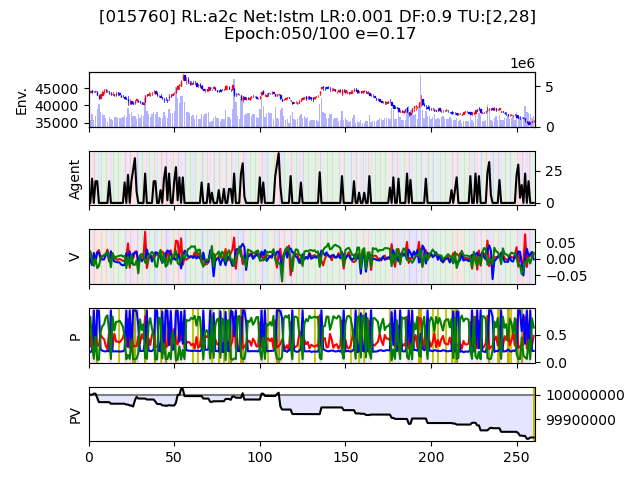 [015760] RL:a2c Net:lstm LR:0.001 DF:0.9 TU:[2,28]
Epoch:050/100 e=0.17
1e6
Env.
45000
40000
35000
5
0
Agent
25
0
V
0.05
0.00
−0.05
P
0.5
0.0
PV
100000000
99900000
0 50 100 150 200 250